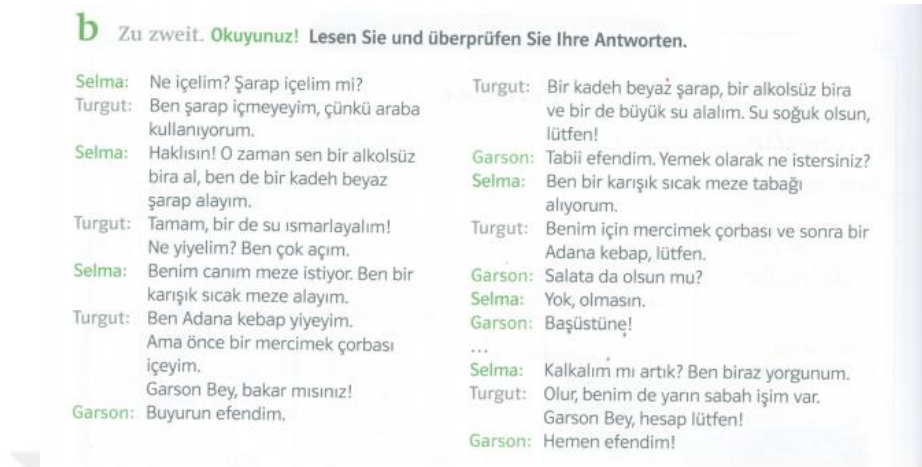 b Zu zweit. Okuyunuz! Lesen Sie und überprüfen Sie Ihre Antworten.
Selma: Ne içelim? Şarap içelim mi?
Turgut: Ben şarap içmeyeyim, çünkü araba
kullanıyorum.
Selma: Haklısın! O zaman sen bir alkolsüz
bira al, ben de bir kadeh beyaz
şarap alayım.
Turgut: Tamam, bir de su ısmarlayalım!
Ne yiyelim? Ben çok açım.
Selma: Benim canım meze istiyor. Ben bir
karışık sıcak meze alayım.
Turgut: Ben Adana kebap yiyeyim.
Ama önce bir mercimek çorbası
içeyim.
Garson Bey, bakar mısınız!
Garson: Buyurun efendim.
Turgut: Bir kadeh beyaz şarap, bir alkolsüz bira
ve bir de büyük su alalım. Su soğuk olsun,
lütfen!
Garson: Tabii efendim. Yemek olarak ne istersiniz?
Selma: Ben bir karışık sıcak meze tabağı
alıyorum.
Turgut: Benim için mercimek çorbası ve sonra bir
Adana kebap, lütfen.
Garson: Salata da olsun mu?
Selma: Yok, olmasın.
Garson: Başüstüne!
...
Selma: Kalkalım mı artık? Ben biraz yorgunum.
Turgut: Olur, benim de yarın sabah işim var.
Garson Bey, hesap lütfen!
Garson: Hemen efendim!